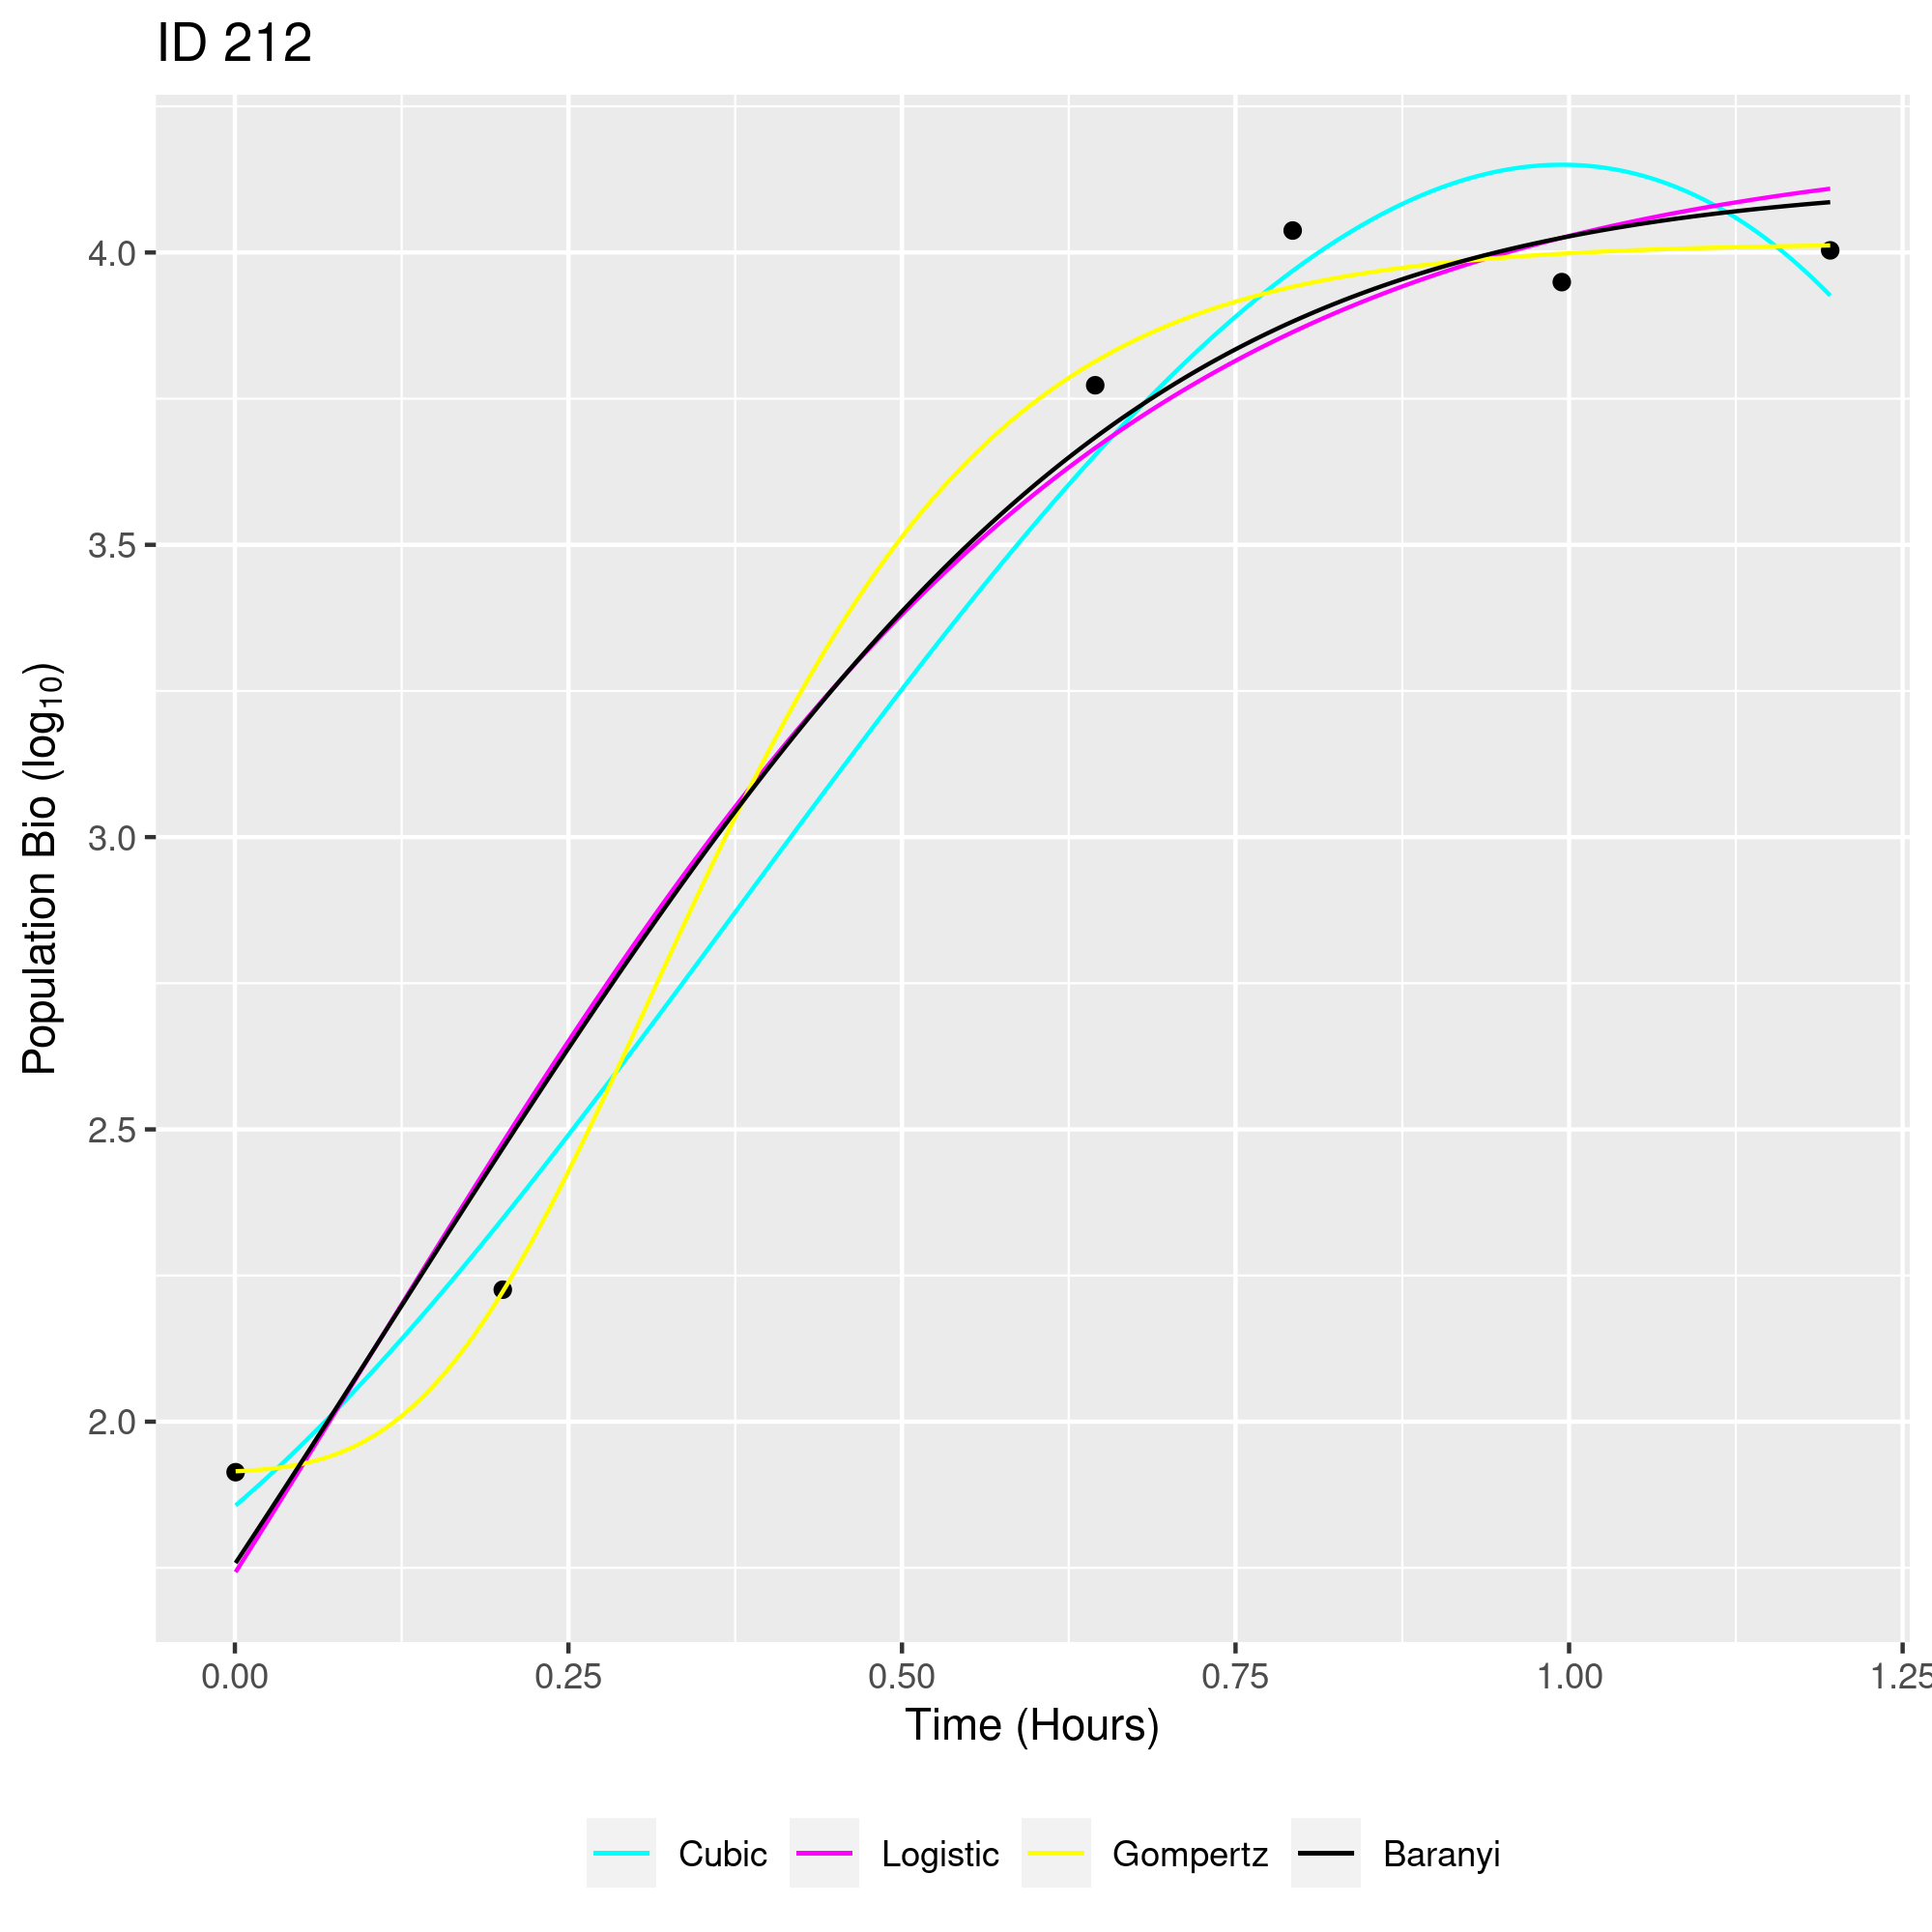 ID 212
Population Bio (log₁₀)
4.0
3.5
3.0
2.5
2.0
0.00 0.25 0.50 0.75 1.00 1.25
Time (Hours)
Cubic Logistic Gompertz Baranyi